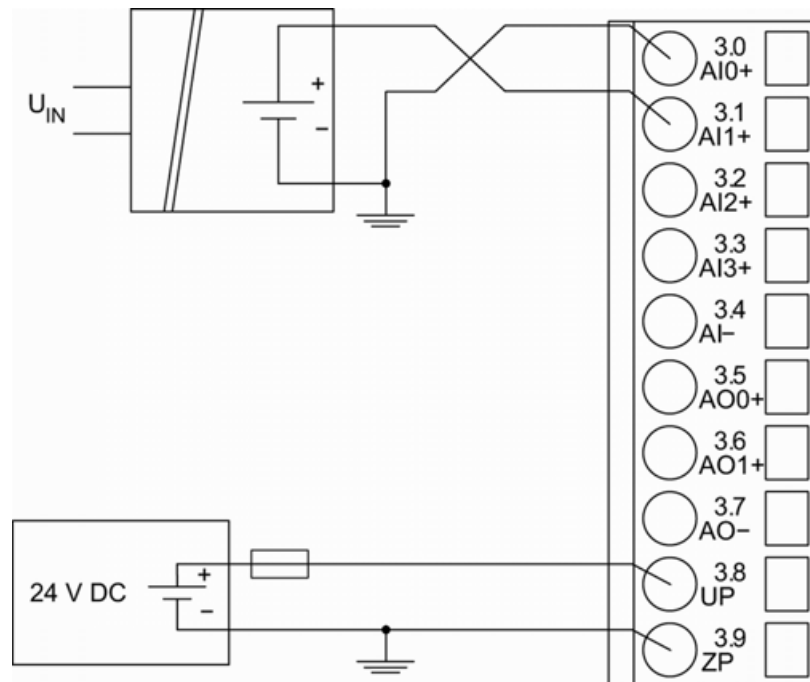 U_IN
+
−
3.0
AI0+
3.1
AI1+
3.2
AI2+
3.3
AI3+
3.4
AI−
3.5
AO0+
3.6
AO1+
3.7
AO−
24 V DC
+
−
3.8
UP
3.9
ZP